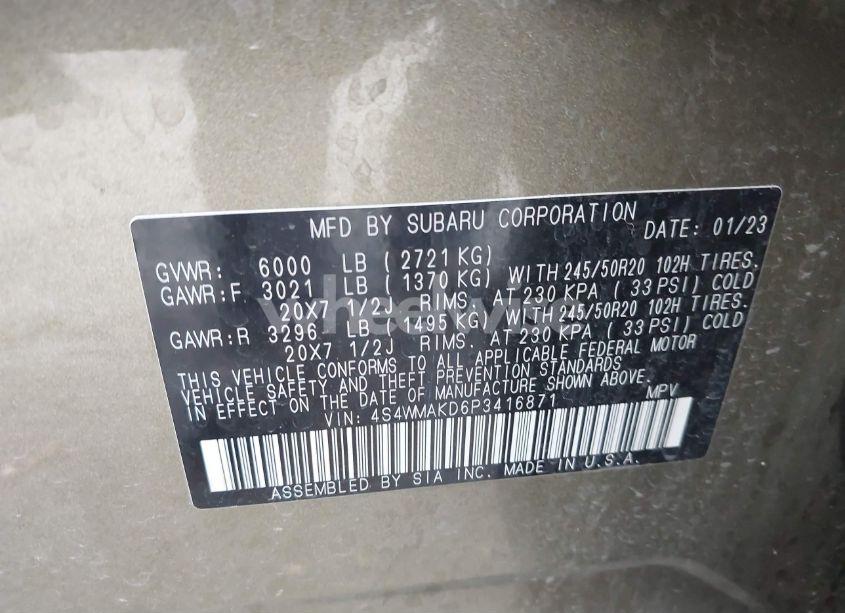 MFD BY SUBARU CORPORATION DATE: 01/23
GVWR: 6000 LB ( 2721 KG)
GAWR:F 3021 LB ( 1370 KG) WITH 245/50R20 102H TIRES.
20X7 1/2J RIMS. AT 230 KPA ( 33 PSI) COLD
GAWR:R 3296 LB ( 1495 KG) WITH 245/50R20 102H TIRES.
20X7 1/2J RIMS. AT 230 KPA ( 33 PSI) COLD
THIS VEHICLE CONFORMS TO ALL APPLICABLE FEDERAL MOTOR
VEHICLE SAFETY AND THEFT PREVENTION STANDARDS
IN EFFECT ON THE DATE OF MANUFACTURE SHOWN ABOVE.
VIN: 4S4WMAKD6P3416871 MPV
ASSEMBLED BY SIA INC. MADE IN U.S.A.